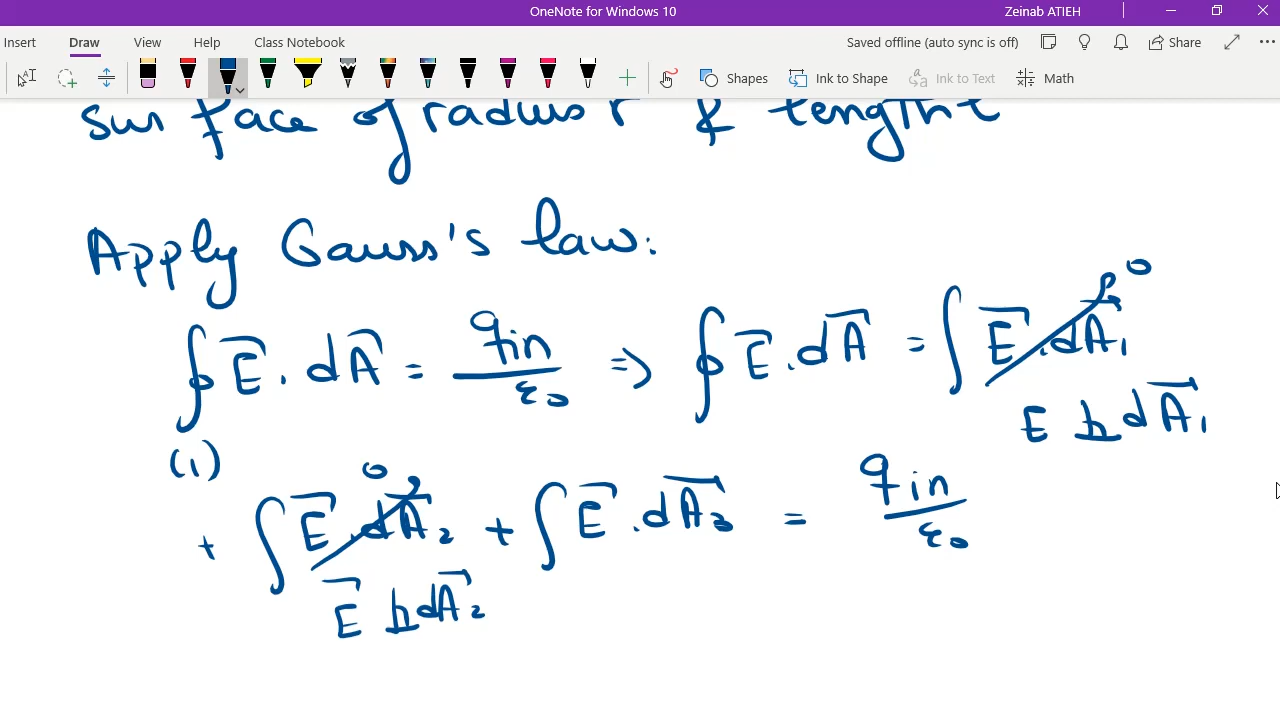 OneNote for Windows 10
Zeinab ATIEH
Insert Draw View Help Class Notebook Saved offline (auto sync is off) Share
Shapes Ink to Shape Ink to Text Math
surface of radius r & lenght
Apply Gauss's law:
∮ E⃗ . dA⃗ = qin/ε0 => ∮ E⃗ . dA⃗ = ∫ E⃗ . dA⃗1 0
E ⊥ dA⃗1
(1)
+ ∫ E⃗ . dA⃗2 0 + ∫ E⃗ . dA⃗3 = qin/ε0
E⃗ ⊥ dA⃗2